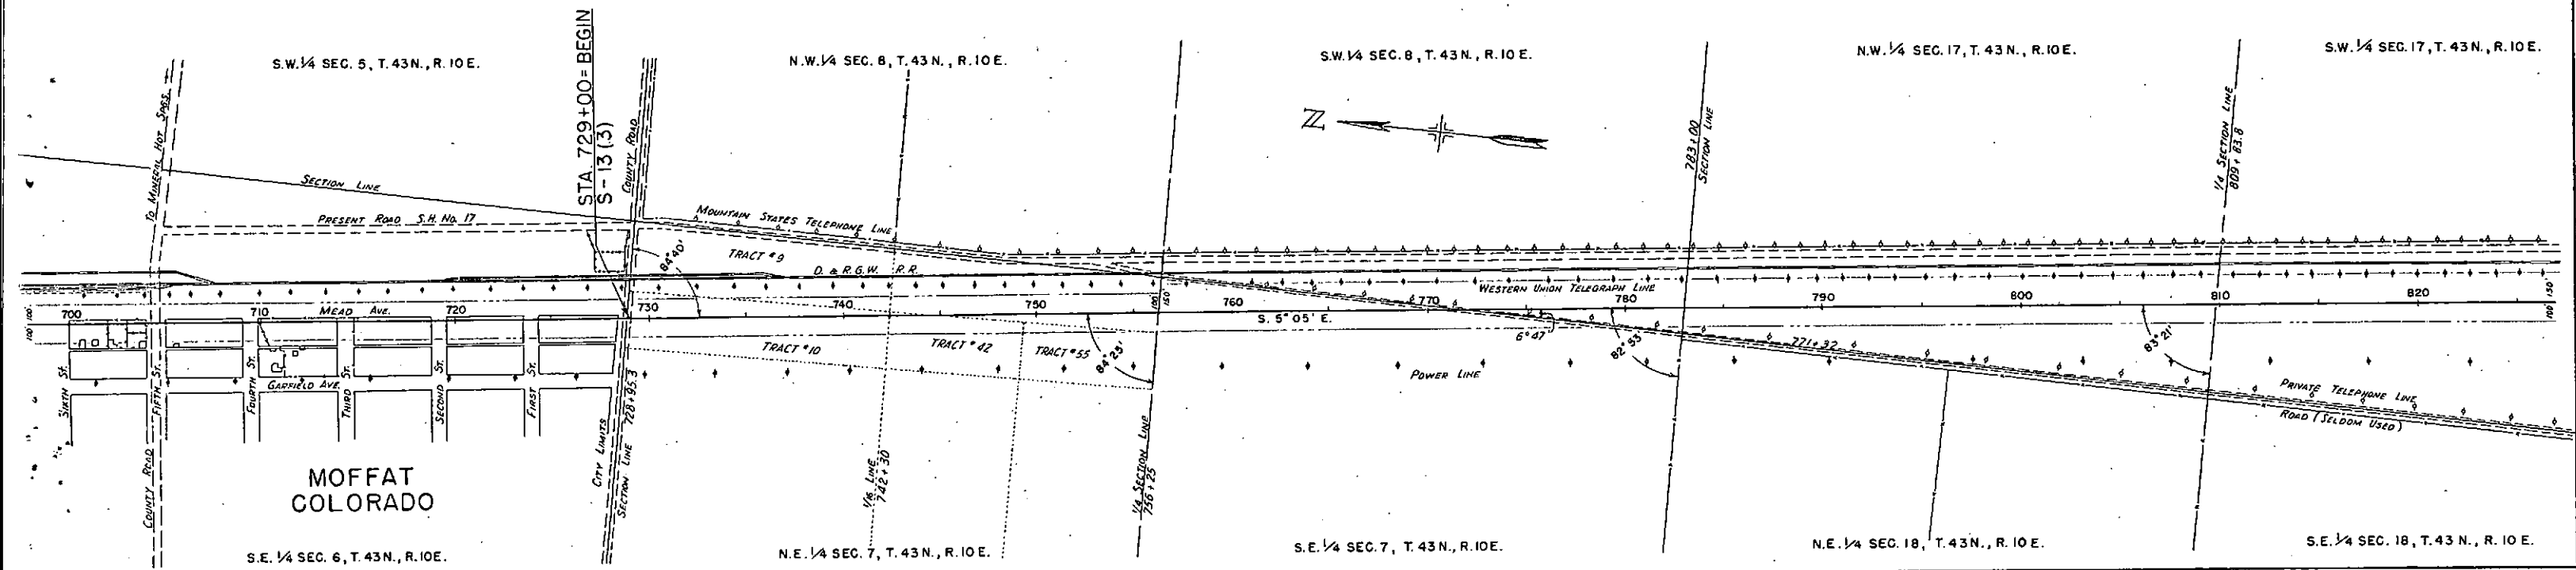 S.W. 1/4 SEC. 5, T. 43 N., R. 10 E.
N.W. 1/4 SEC. 8, T. 43 N., R. 10 E.
S.W. 1/4 SEC. 8, T. 43 N., R. 10 E.
N.W. 1/4 SEC. 17, T. 43 N., R. 10 E.
S.W. 1/4 SEC. 17, T. 43 N., R. 10 E.
TO MINERAL HOT SPGS.
STA. 729+00 = BEGIN
S-13 (3)
COUNTY ROAD
N
783+00
SECTION LINE
1/4 SECTION LINE
809+83.8
SECTION LINE
PRESENT ROAD S.H. No. 17
MOUNTAIN STATES TELEPHONE LINE
84°40'
TRACT #9
D. & R.G.W. R.R.
WESTERN UNION TELEGRAPH LINE
100' 100'
700
710
MEAD AVE.
720
730
740
750
100' 150'
760
770
780
790
800
810
820
100' 150'
S. 5°05' E.
6°47'
82°53'
771+32
83°21'
84°25'
TRACT #10
TRACT #42
TRACT #55
POWER LINE
PRIVATE TELEPHONE LINE
ROAD (SELDOM USED)
GARFIELD AVE.
SIXTH ST.
FIFTH ST.
FOURTH ST.
THIRD ST.
SECOND ST.
FIRST ST.
COUNTY ROAD
CITY LIMITS
SECTION LINE 728+95.3
1/16 LINE
742+30
1/4 SECTION LINE
756+25
MOFFAT
COLORADO
S.E. 1/4 SEC. 6, T. 43 N., R. 10 E.
N.E. 1/4 SEC. 7, T. 43 N., R. 10 E.
S.E. 1/4 SEC. 7, T. 43 N., R. 10 E.
N.E. 1/4 SEC. 18, T. 43 N., R. 10 E.
S.E. 1/4 SEC. 18, T. 43 N., R. 10 E.